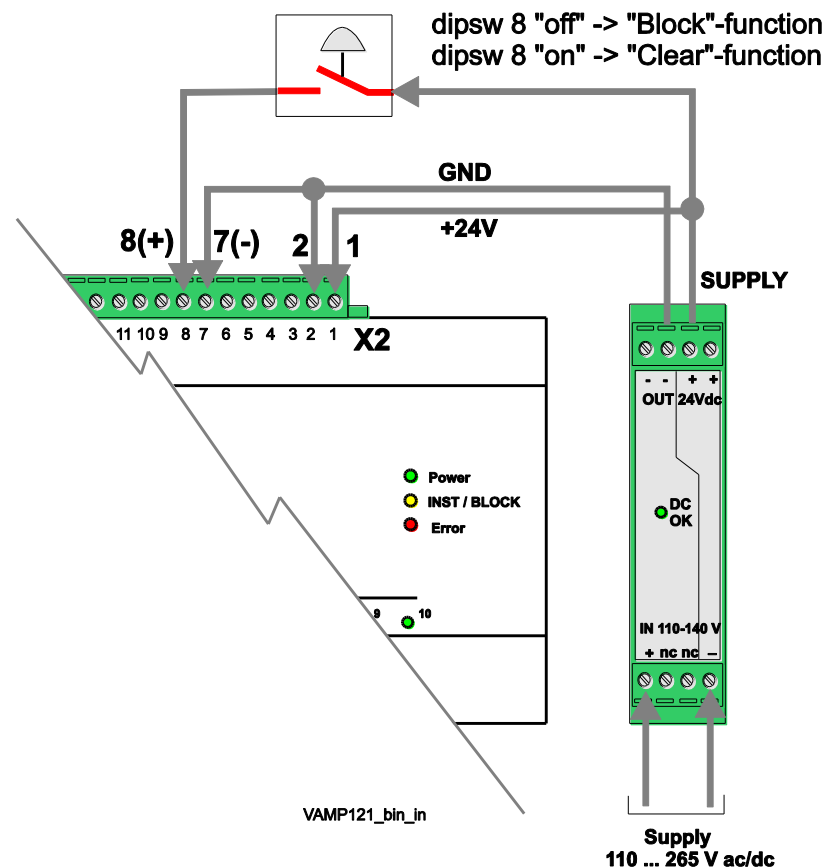 dipsw 8 "off" -> "Block"-function
dipsw 8 "on" -> "Clear"-function
GND
+24V
8(+) 7(-) 2 1
SUPPLY
11 10 9 8 7 6 5 4 3 2 1 X2
- - + +
OUT 24Vdc
Power
INST / BLOCK
Error
DC
OK
9 10
IN 110-140 V
+ nc nc –
VAMP121_bin_in
Supply
110 ... 265 V ac/dc